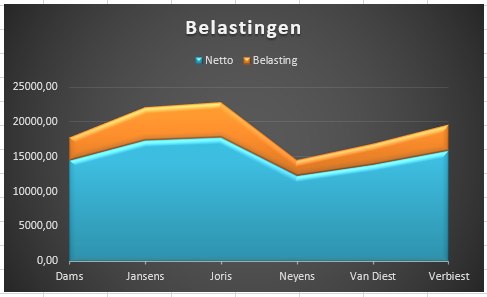 Belastingen
Netto Belasting
25000,00
20000,00
15000,00
10000,00
5000,00
0,00
Dams Jansens Joris Neyens Van Diest Verbiest